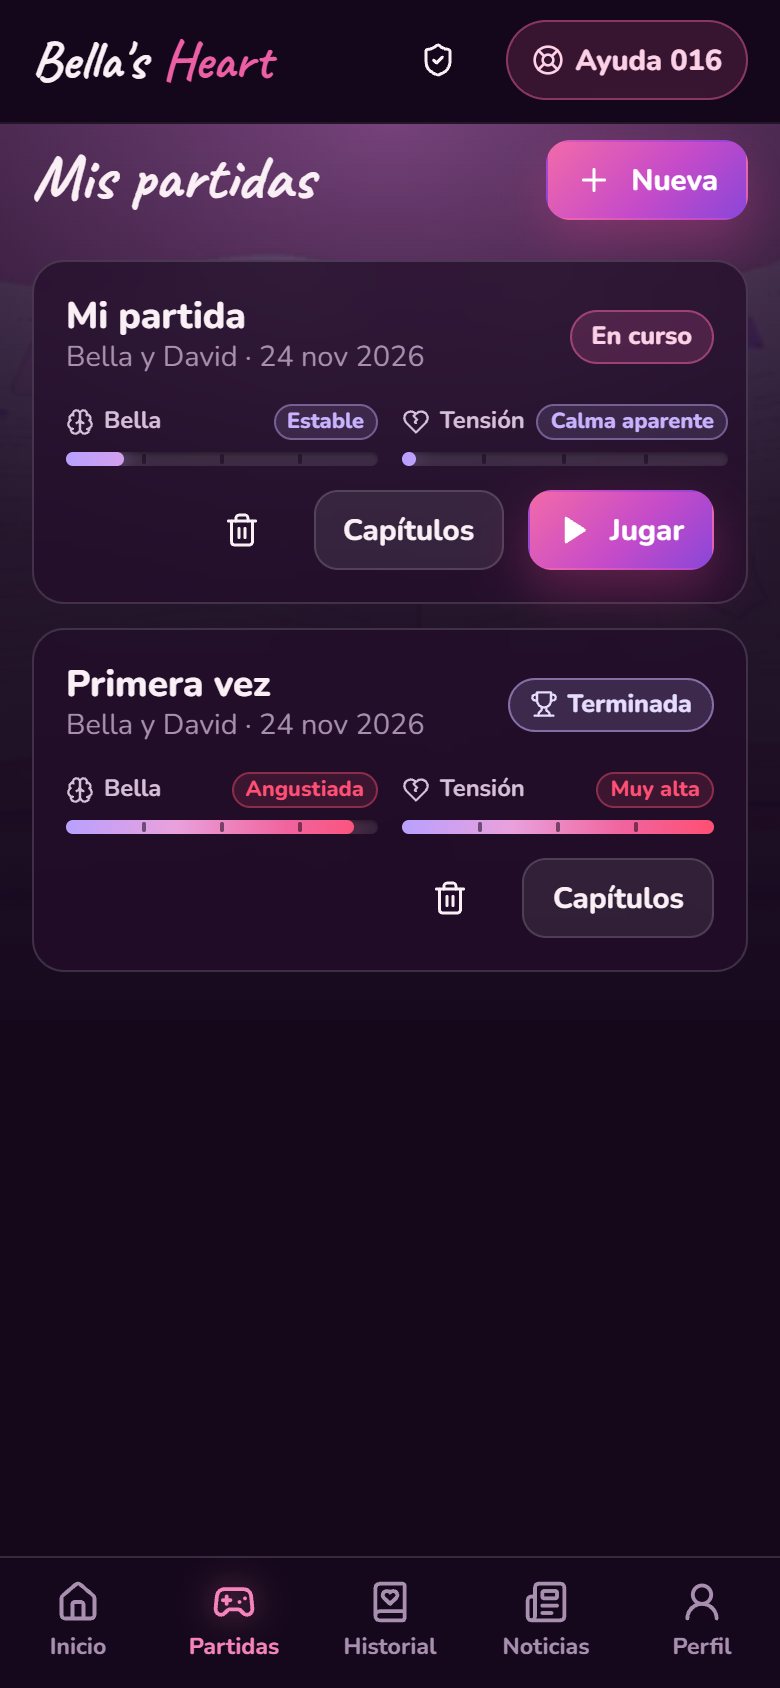 Bella's Heart
Ayuda 016
Mis partidas
Nueva
Mi partida
Bella y David · 24 nov 2026
En curso
Bella
Estable
Tensión
Calma aparente
Capítulos
Jugar
Primera vez
Bella y David · 24 nov 2026
Terminada
Bella
Angustiada
Tensión
Muy alta
Capítulos
Inicio
Partidas
Historial
Noticias
Perfil